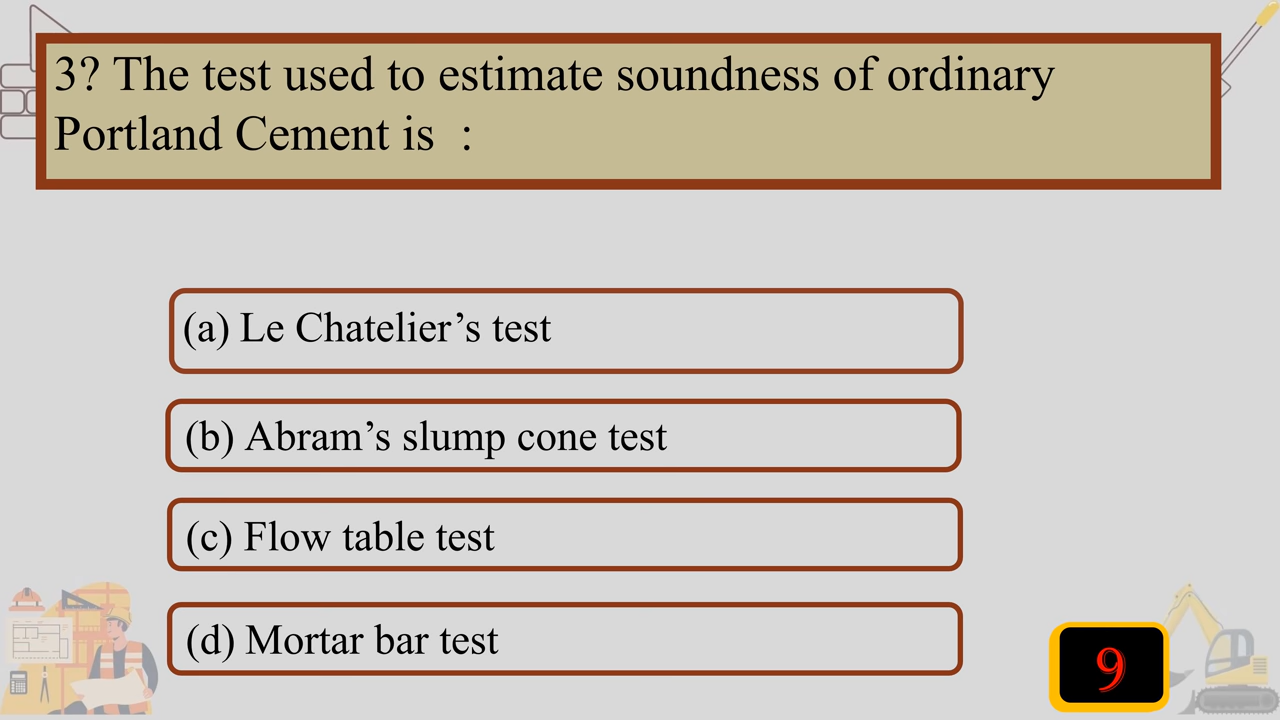 3? The test used to estimate soundness of ordinary
Portland Cement is  :
(a) Le Chatelier’s test
(b) Abram’s slump cone test
(c) Flow table test
(d) Mortar bar test
9